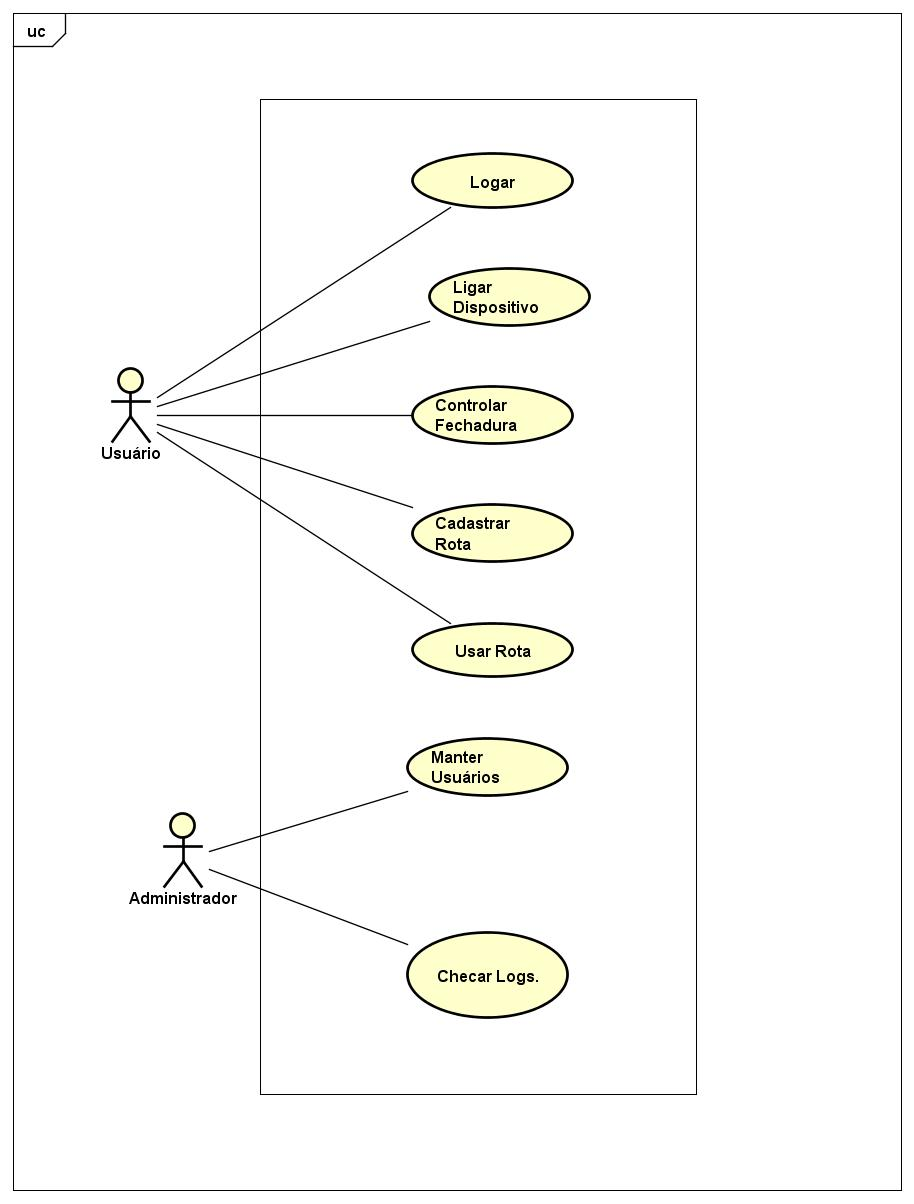 uc
Logar
Ligar
Dispositivo
Controlar
Fechadura
Usuário
Cadastrar
Rota
Usar Rota
Manter
Usuários
Administrador
Checar Logs.